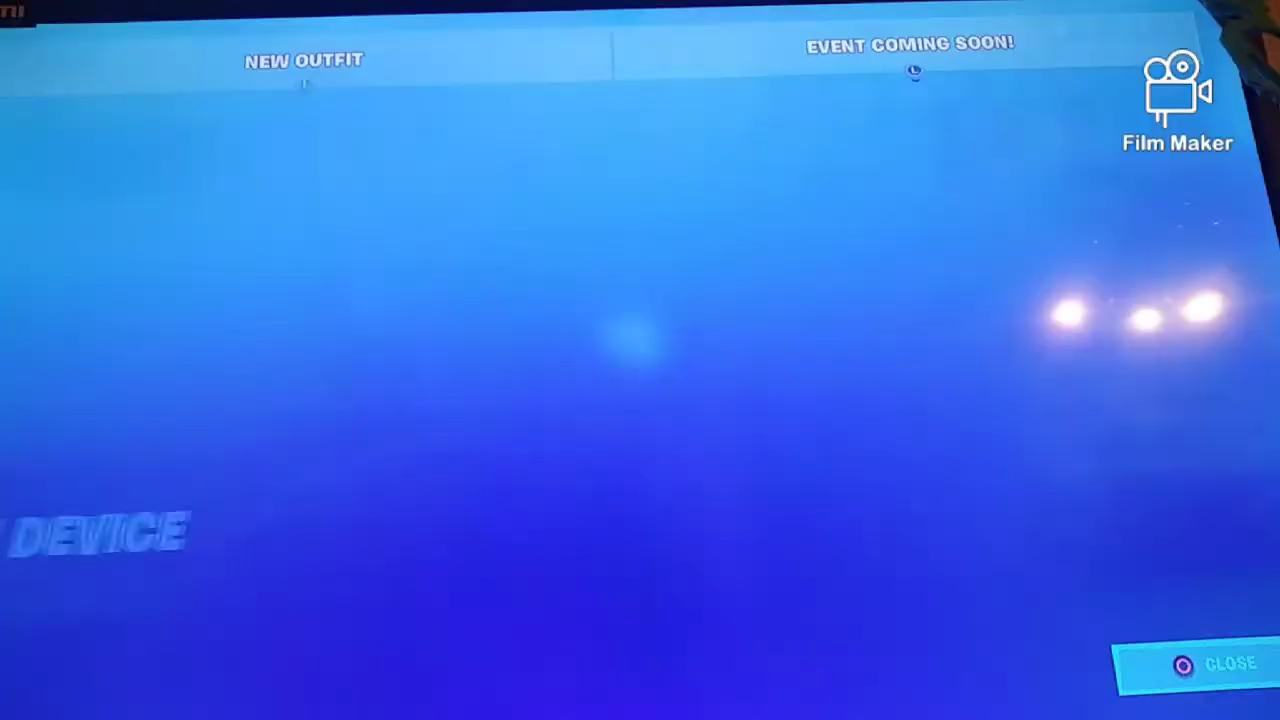 NEW OUTFIT
EVENT COMING SOON!
Film Maker
DEVICE
CLOSE